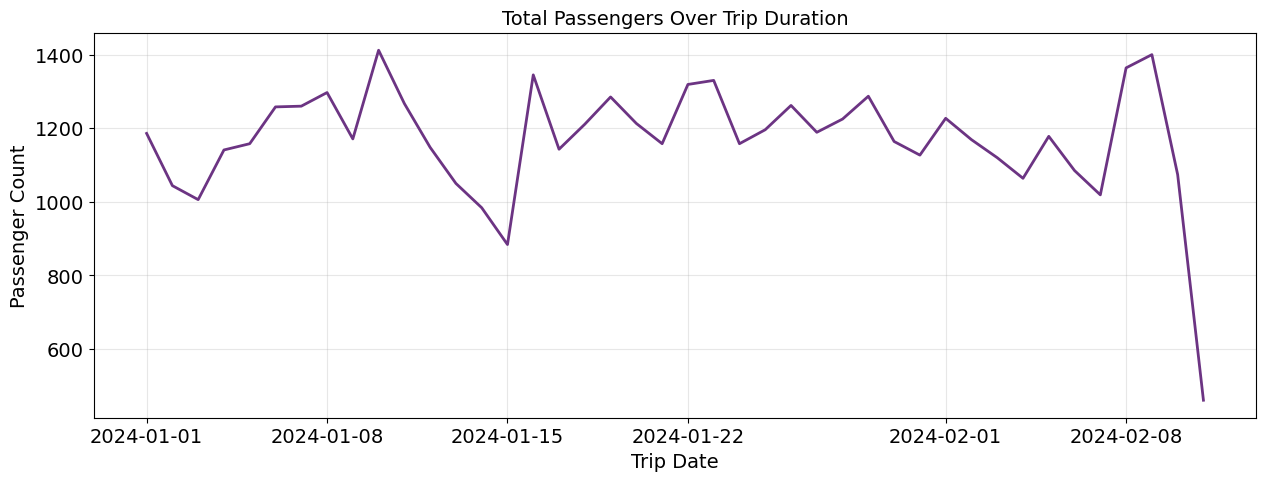 Total Passengers Over Trip Duration
1400
1200
1000
800
600
Passenger Count
2024-01-01 2024-01-08 2024-01-15 2024-01-22 2024-02-01 2024-02-08
Trip Date